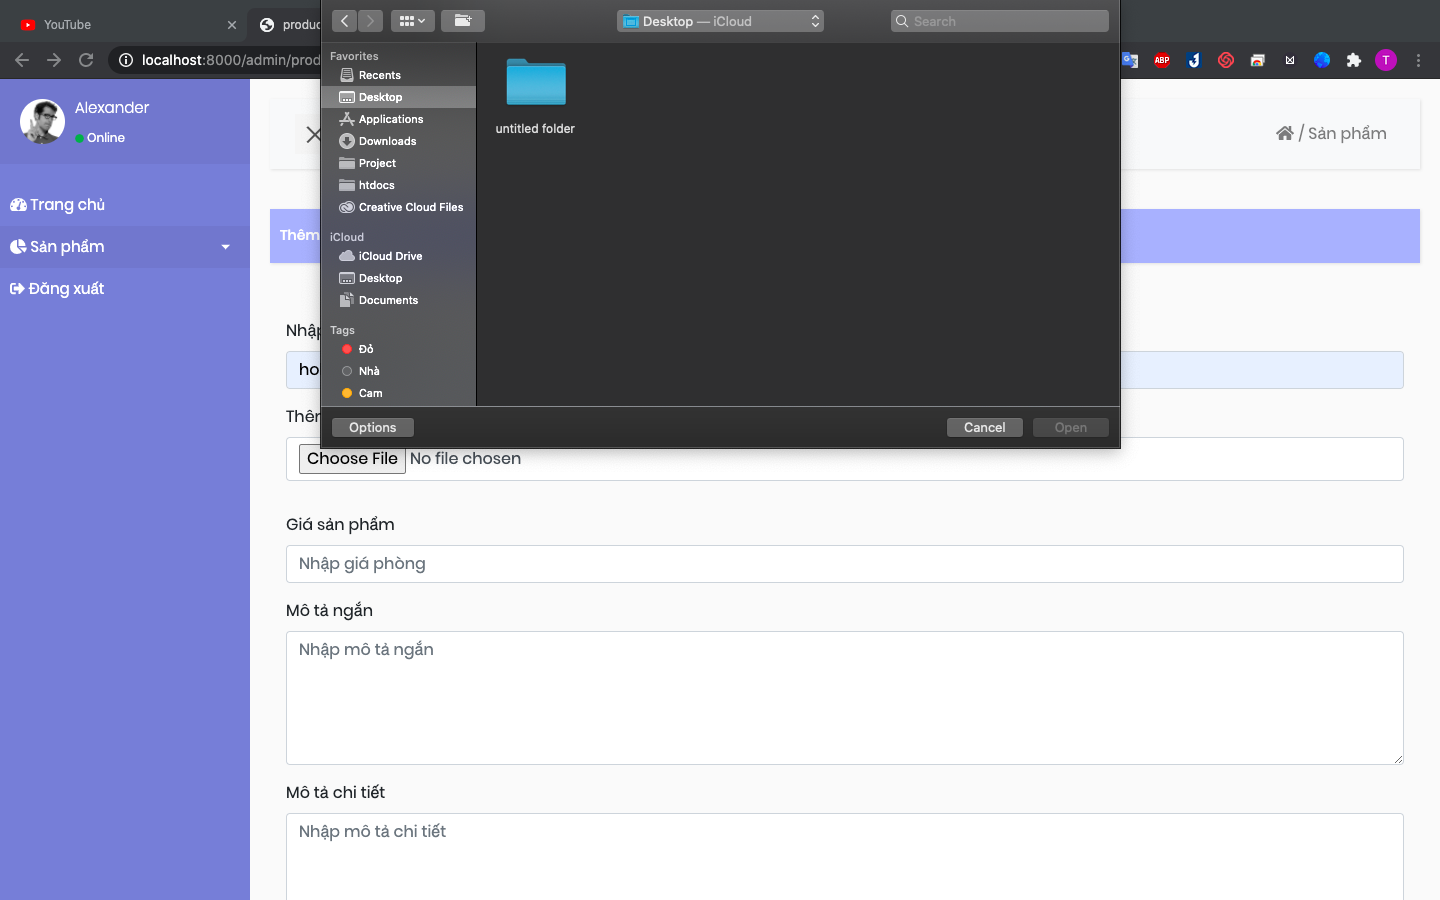 YouTube
produc
Desktop — iCloud
Search
localhost:8000/admin/prod
ABP
T
Favorites
Recents
Desktop
Applications
Downloads
Project
htdocs
Creative Cloud Files
iCloud
iCloud Drive
Desktop
Documents
Tags
Đỏ
Nhà
Cam
untitled folder
Options
Cancel
Open
Alexander
Online
Trang chủ
Sản phẩm
Đăng xuất
/ Sản phẩm
Thêm
Nhập
ho
Thêm
Choose File No file chosen
Giá sản phẩm
Nhập giá phòng
Mô tả ngắn
Nhập mô tả ngắn
Mô tả chi tiết
Nhập mô tả chi tiết